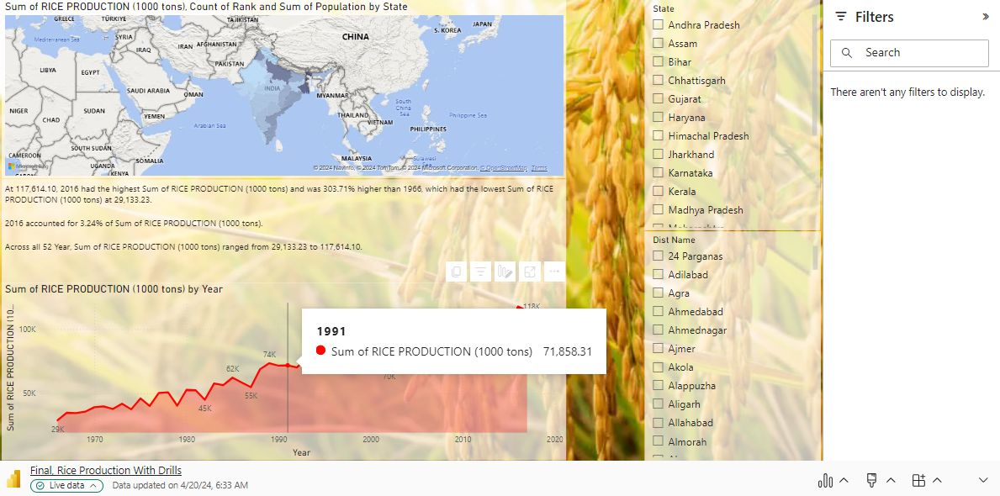 Sum of RICE PRODUCTION (1000 tons), Count of Rank and Sum of Population by State
GREECE
TÜRKIYE
TAJIKISTAN
S. KOREA
JAPAN
CHINA
Mediterranean Sea
SYRIA
IRAQ
IRAN
AFGHANISTAN
PAKISTAN
LIBYA
EGYPT
SAUDI ARABIA
OMAN
INDIA
MYANMAR
NIGER
CHAD
SUDAN
YEMEN
Arabian Sea
THAILAND
VIETNAM
South
China
Sea
Philippine Sea
PHILIPPINES
SOUTH SUDAN
CAMEROON
SOMALIA
UGANDA
KENYA
MALAYSIA
Sulawesi
Microsoft Bing
© 2024 NavInfo, © 2024 TomTom, © 2024 Microsoft Corporation, © OpenStreetMap Terms
At 117,614.10, 2016 had the highest Sum of RICE PRODUCTION (1000 tons) and was 303.71% higher than 1966, which had the lowest Sum of RICE
PRODUCTION (1000 tons) at 29,133.23.
2016 accounted for 3.24% of Sum of RICE PRODUCTION (1000 tons).
Across all 52 Year, Sum of RICE PRODUCTION (1000 tons) ranged from 29,133.23 to 117,614.10.
Sum of RICE PRODUCTION (1000 tons) by Year
Sum of RICE PRODUCTION (10...
100K
50K
29K
45K
62K
55K
74K
70K
118K
1991
Sum of RICE PRODUCTION (1000 tons) 71,858.31
1970 1980 1990 2000 2010 2020
Year
State
Andhra Pradesh
Assam
Bihar
Chhattisgarh
Gujarat
Haryana
Himachal Pradesh
Jharkhand
Karnataka
Kerala
Madhya Pradesh
Maharashtra
Dist Name
24 Parganas
Adilabad
Agra
Ahmedabad
Ahmednagar
Ajmer
Akola
Alappuzha
Aligarh
Allahabad
Almorah
Filters
Search
There aren't any filters to display.
Final, Rice Production With Drills
Live data
Data updated on 4/20/24, 6:33 AM